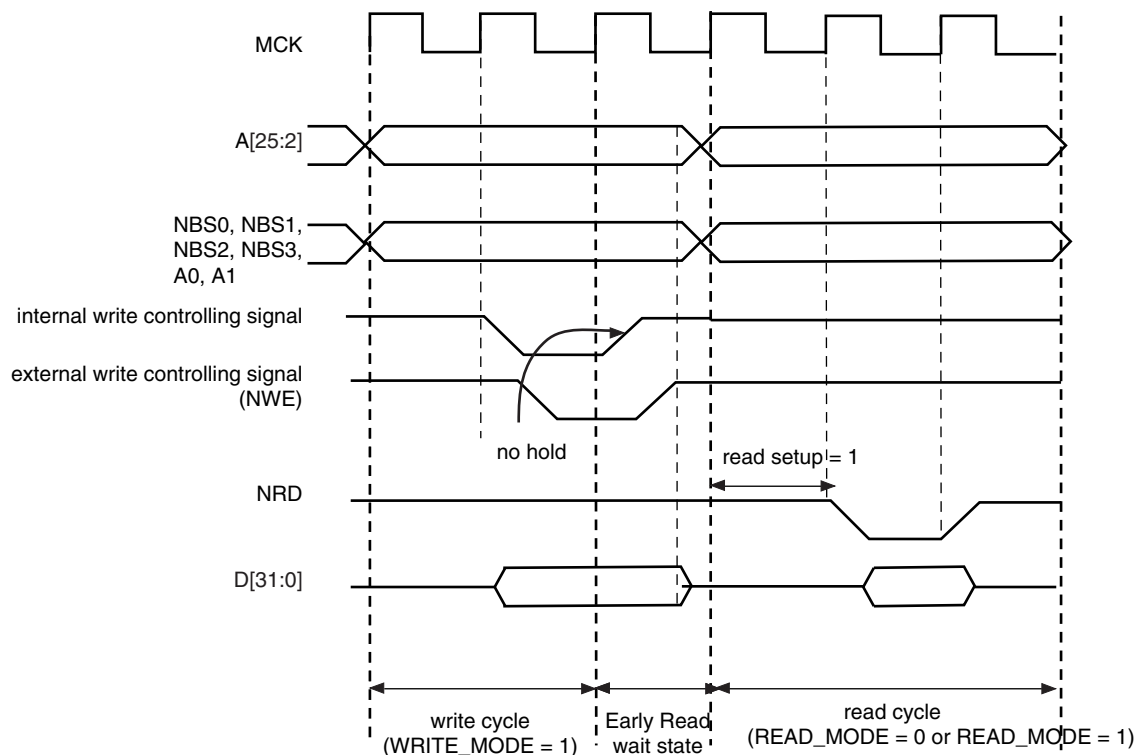 MCK
A[25:2]
NBS0, NBS1,
NBS2, NBS3,
A0, A1
internal write controlling signal
external write controlling signal
(NWE)
no hold
read setup = 1
NRD
D[31:0]
write cycle
(WRITE_MODE = 1)
Early Read
wait state
read cycle
(READ_MODE = 0 or READ_MODE = 1)